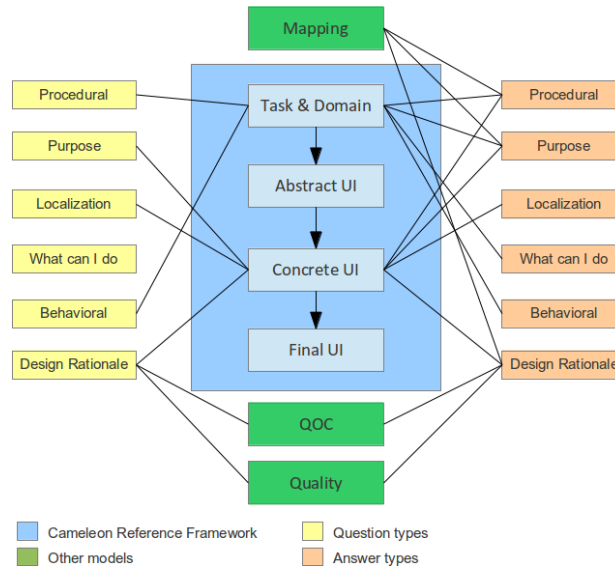 Mapping
Procedural
Task & Domain
Procedural
Purpose
Purpose
Abstract UI
Localization
Localization
What can I do
Concrete UI
What can I do
Behavioral
Behavioral
Final UI
Design Rationale
Design Rationale
QOC
Quality
Cameleon Reference Framework
Question types
Other models
Answer types